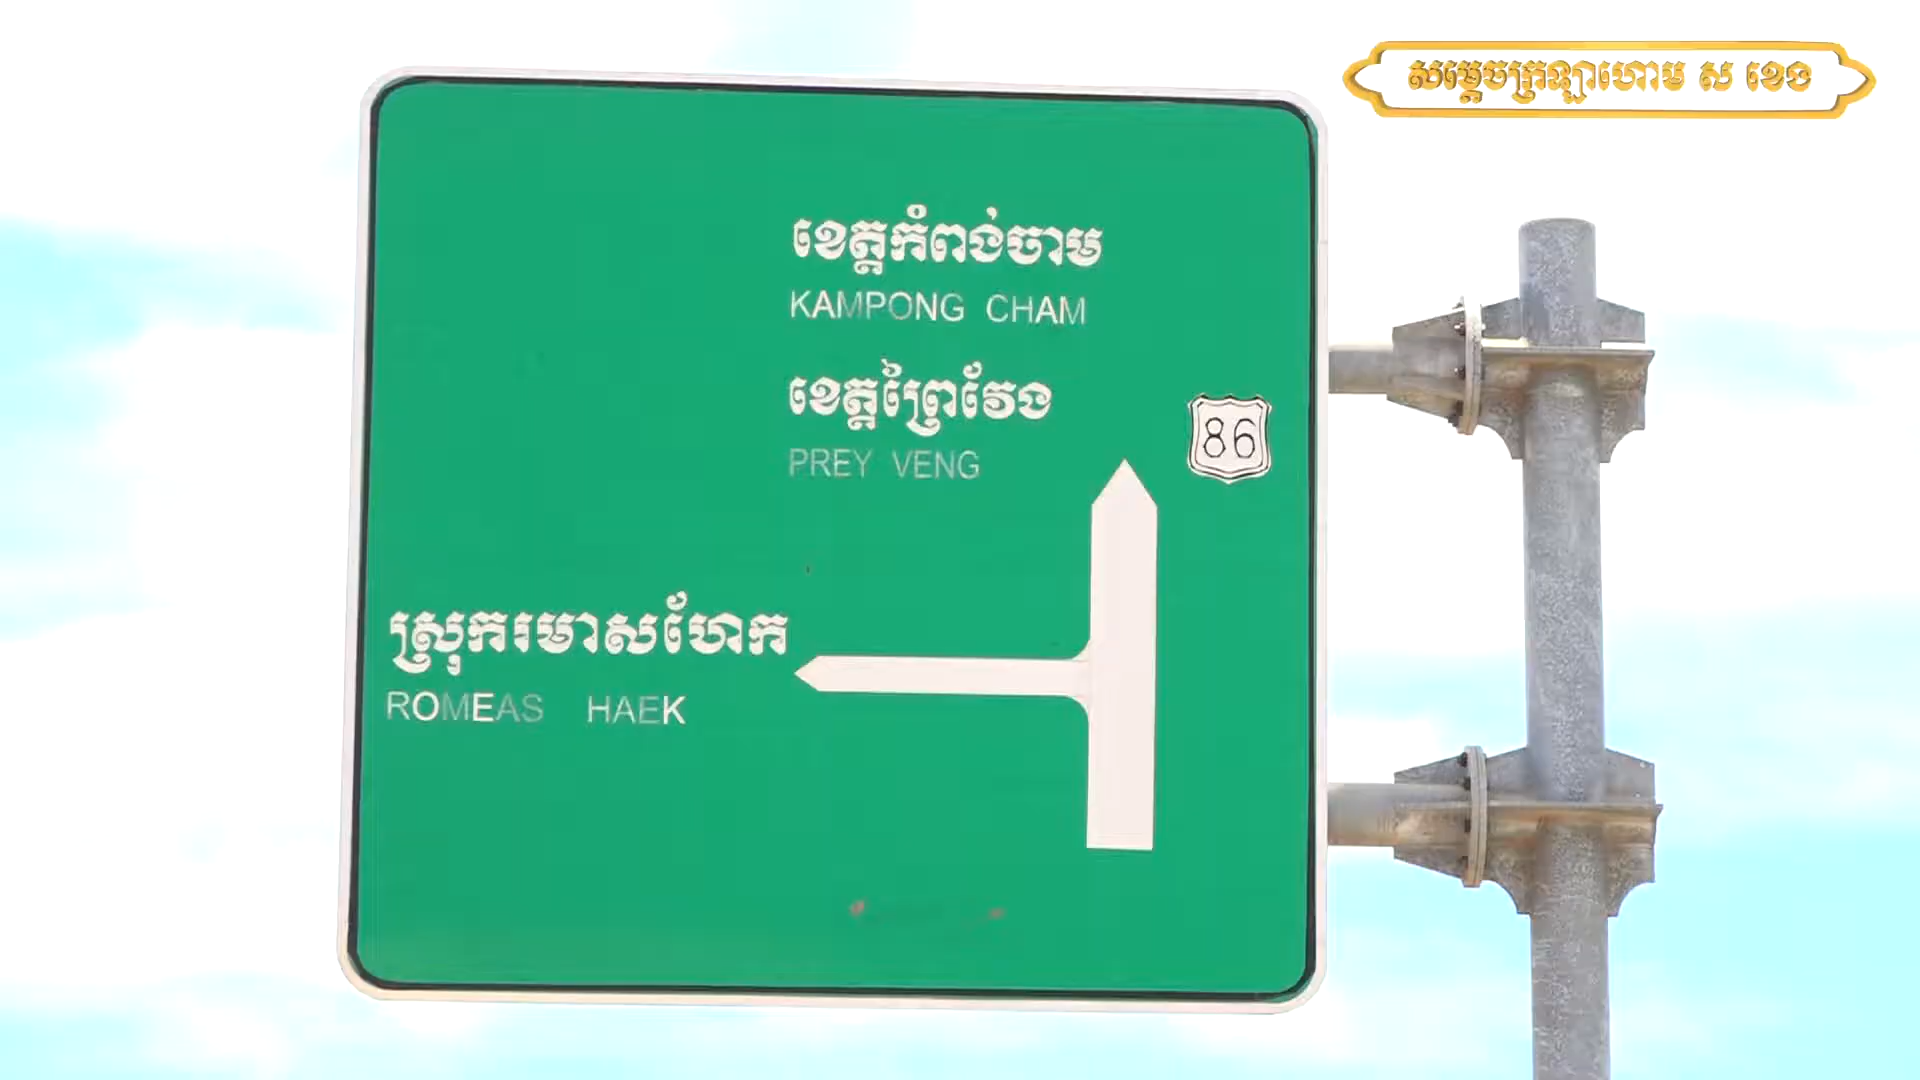 សម្ដេចក្រឡាហោម ស ខេង
ខេត្តកំពង់ចាម
KAMPONG CHAM
ខេត្តព្រៃវែង
PREY VENG
86
ស្រុករមាសហែក
ROMEAS HAEK